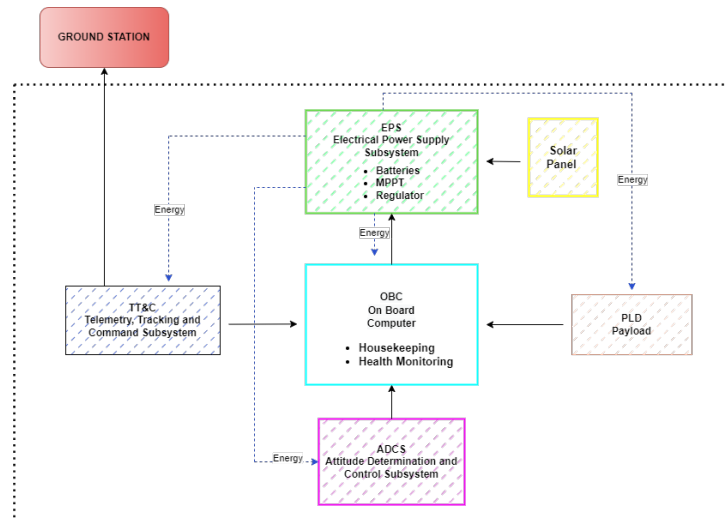 GROUND STATION
EPS
Electrical Power Supply
Subsystem
Batteries
MPPT
Regulator
Solar
Panel
Energy
Energy
Energy
OBC
On Board
Computer
Housekeeping
Health Monitoring
TT&C
Telemetry, Tracking and
Command Subsystem
PLD
Payload
ADCS
Attitude Determination and
Control Subsystem
Energy